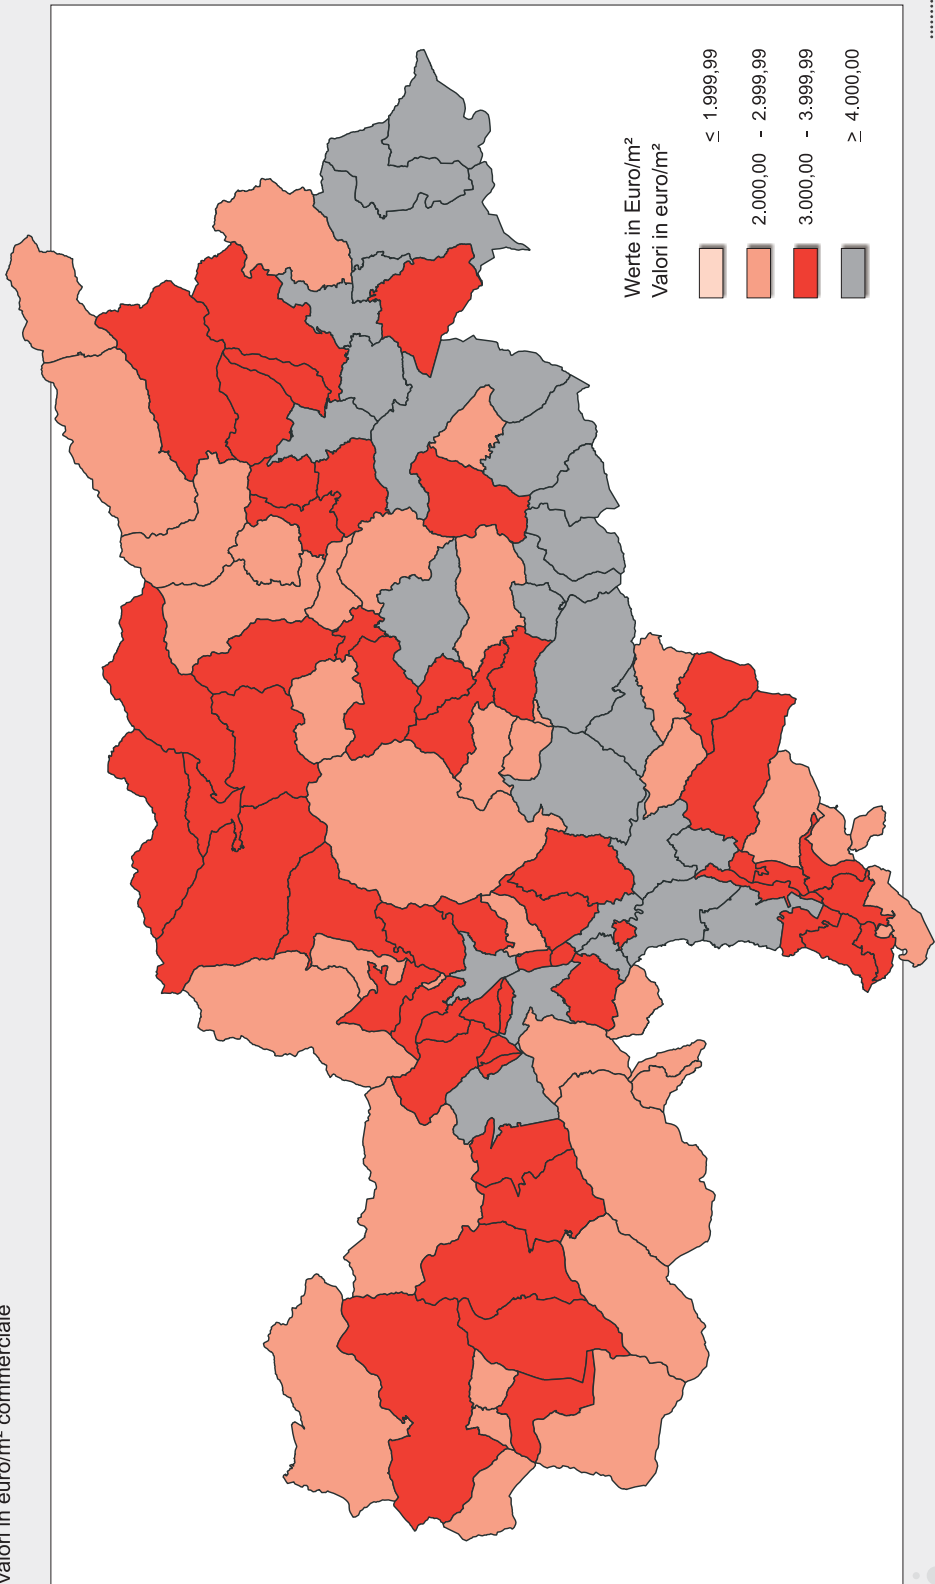 valori in euro/m² commerciale
Werte in Euro/m²
Valori in euro/m²
≤ 1.999,99
2.000,00 - 2.999,99
3.000,00 - 3.999,99
≥ 4.000,00